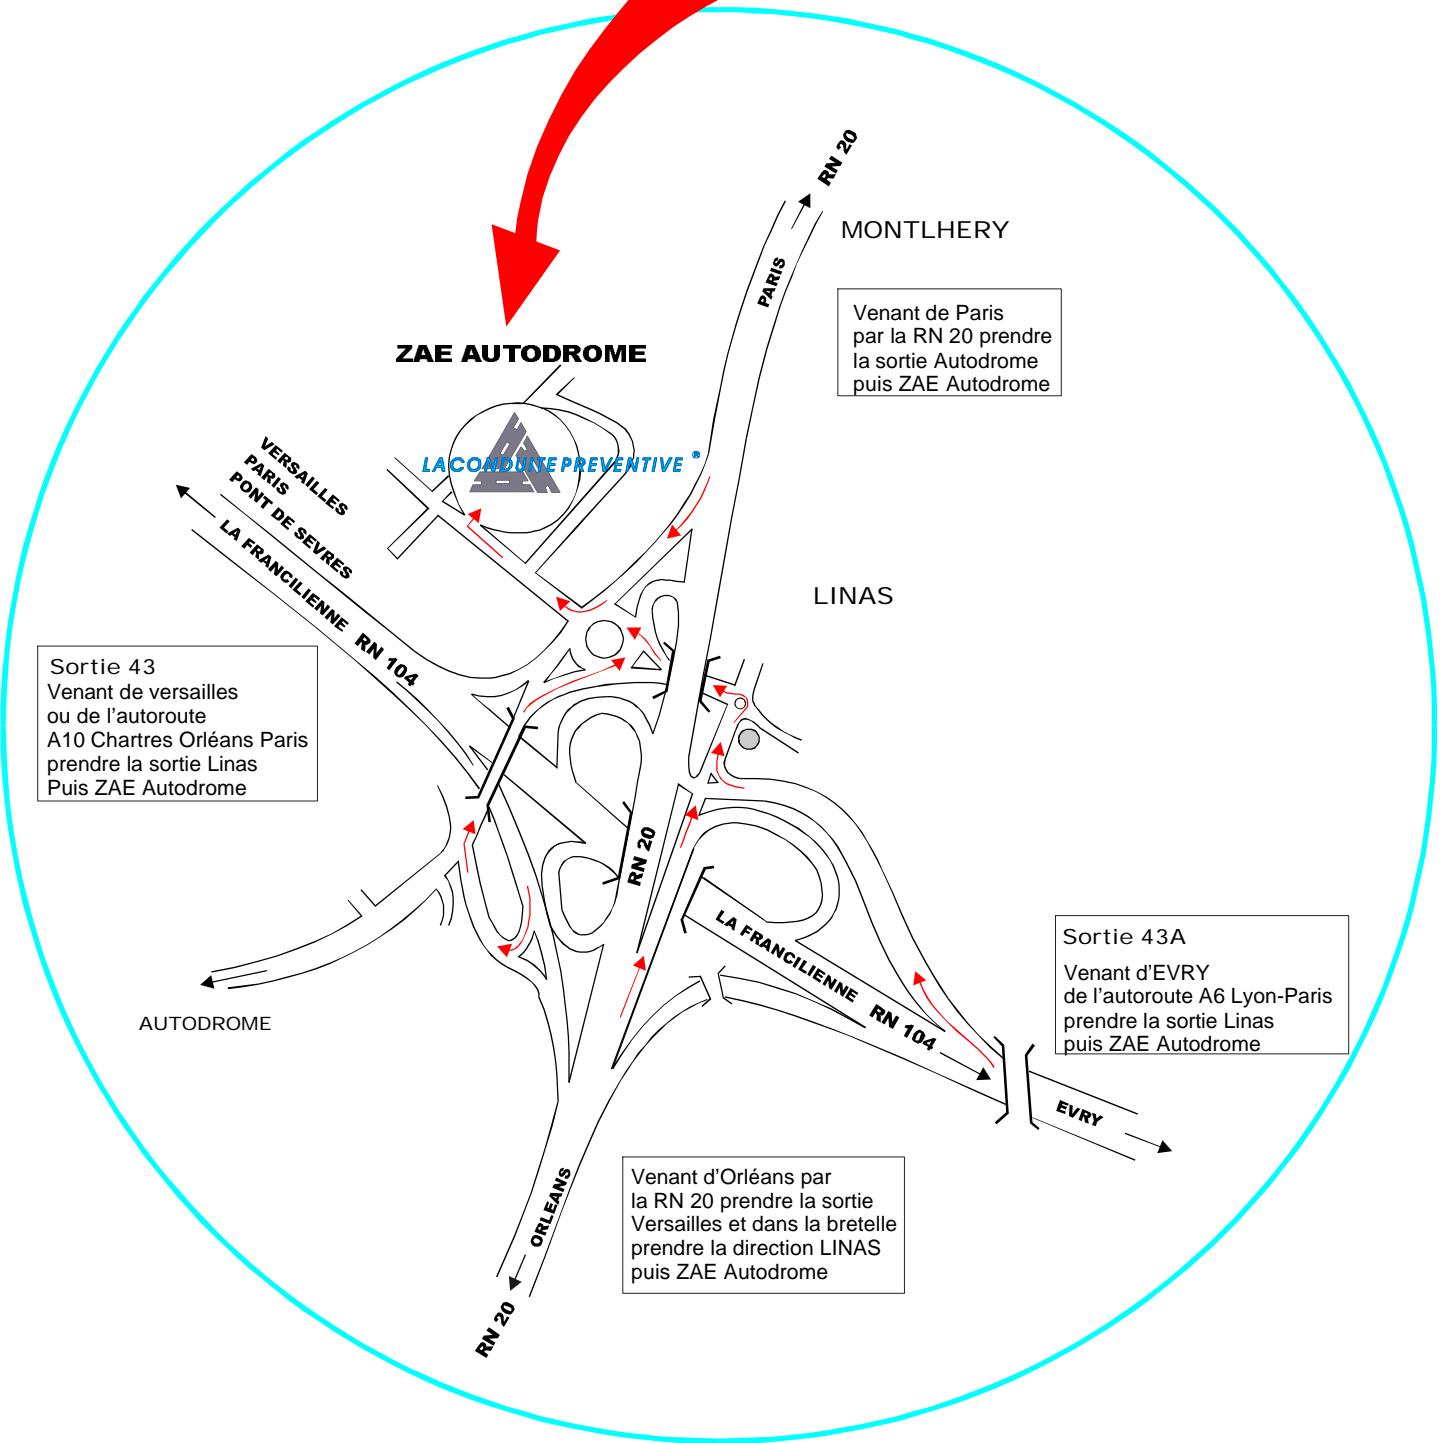 RN 20
MONTLHERY
PARIS
Venant de Paris
par la RN 20 prendre
la sortie Autodrome
puis ZAE Autodrome
ZAE AUTODROME
LA CONDUITE PREVENTIVE ®
VERSAILLES
PARIS
PONT DE SEVRES
LA FRANCILIENNE RN 104
LINAS
Sortie 43
Venant de versailles
ou de l'autoroute
A10 Chartres Orléans Paris
prendre la sortie Linas
Puis ZAE Autodrome
RN 20
LA FRANCILIENNE RN 104
Sortie 43A
Venant d'EVRY
de l'autoroute A6 Lyon-Paris
prendre la sortie Linas
puis ZAE Autodrome
AUTODROME
EVRY
Venant d'Orléans par
la RN 20 prendre la sortie
Versailles et dans la bretelle
prendre la direction LINAS
puis ZAE Autodrome
ORLEANS
RN 20